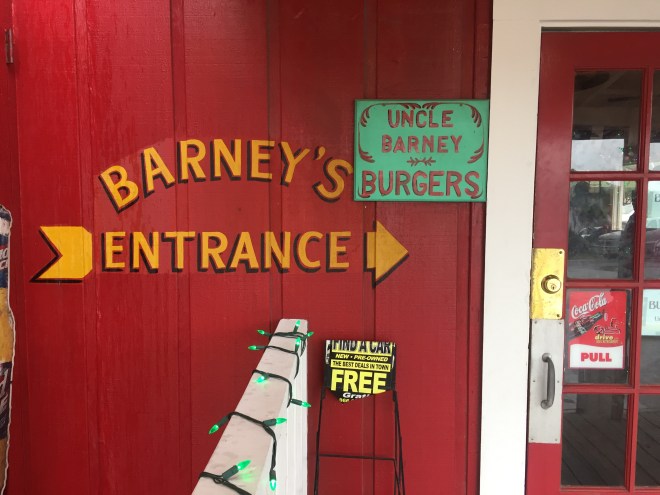 BARNEY'S
ENTRANCE
UNCLE
BARNEY
BURGERS
FIND A CAR
NEW • PRE-OWNED
THE BEST DEALS IN TOWN
FREE
Coca-Cola
drive
PULL